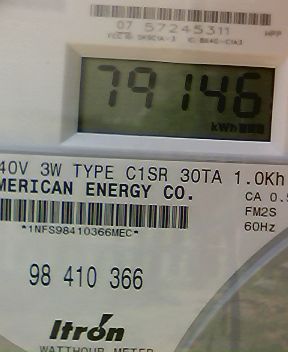 07 57245311
79146
kWh
40V 3W TYPE C1SR 30TA 1.0Kh
MERICAN ENERGY CO.
CA 0.5
FM2S
60Hz
*1NFS98410366MEC*
98 410 366
Itron
WATTHOUR METER